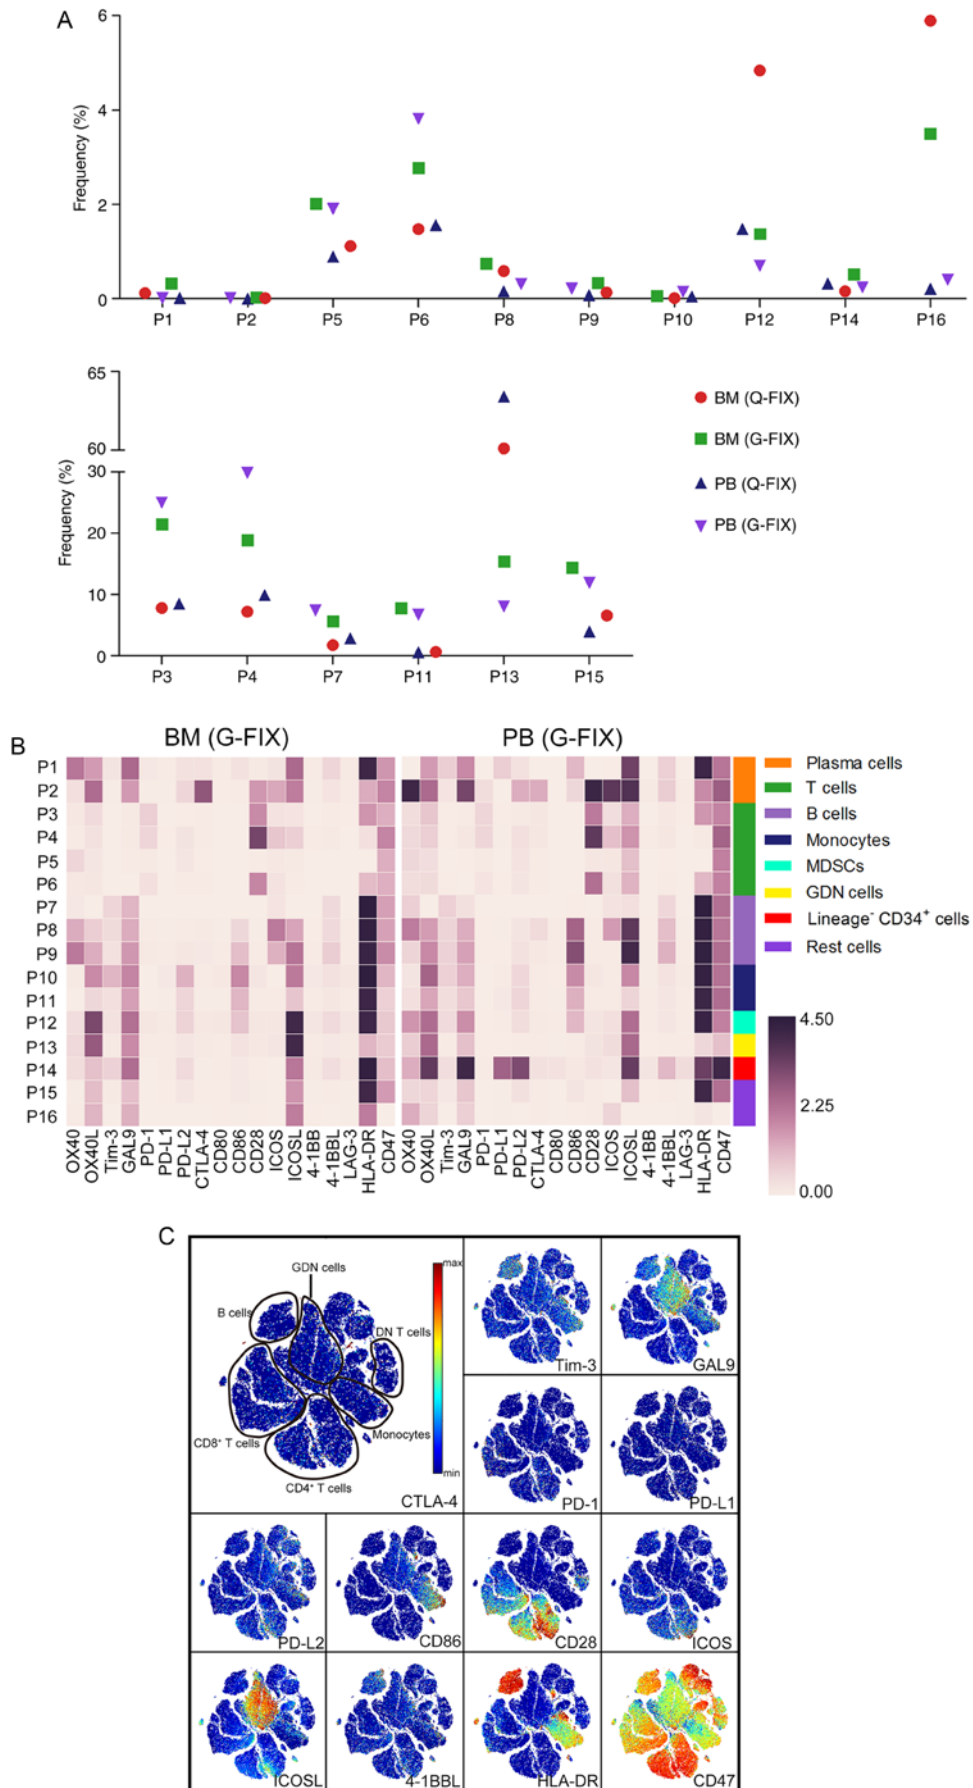 A
6
4
2
0
Frequency (%)
P1 P2 P5 P6 P8 P9 P10 P12 P14 P16
65
60
30
20
10
0
Frequency (%)
P3 P4 P7 P11 P13 P15
BM (Q-FIX)
BM (G-FIX)
PB (Q-FIX)
PB (G-FIX)
B
BM (G-FIX) PB (G-FIX)
P1
P2
P3
P4
P5
P6
P7
P8
P9
P10
P11
P12
P13
P14
P15
P16
OX40 OX40L Tim-3 GAL9 PD-1 PD-L1 PD-L2 CTLA-4 CD80 CD86 CD28 ICOS ICOSL 4-1BB 4-1BBL LAG-3 HLA-DR CD47
OX40 OX40L Tim-3 GAL9 PD-1 PD-L1 PD-L2 CTLA-4 CD80 CD86 CD28 ICOS ICOSL 4-1BB 4-1BBL LAG-3 HLA-DR CD47
Plasma cells
T cells
B cells
Monocytes
MDSCs
GDN cells
Lineage⁻ CD34⁺ cells
Rest cells
4.50
2.25
0.00
C
GDN cells
B cells
DN T cells
Monocytes
CD8⁺ T cells
CD4⁺ T cells
max
min
CTLA-4
Tim-3
GAL9
PD-1
PD-L1
PD-L2
CD86
CD28
ICOS
ICOSL
4-1BBL
HLA-DR
CD47